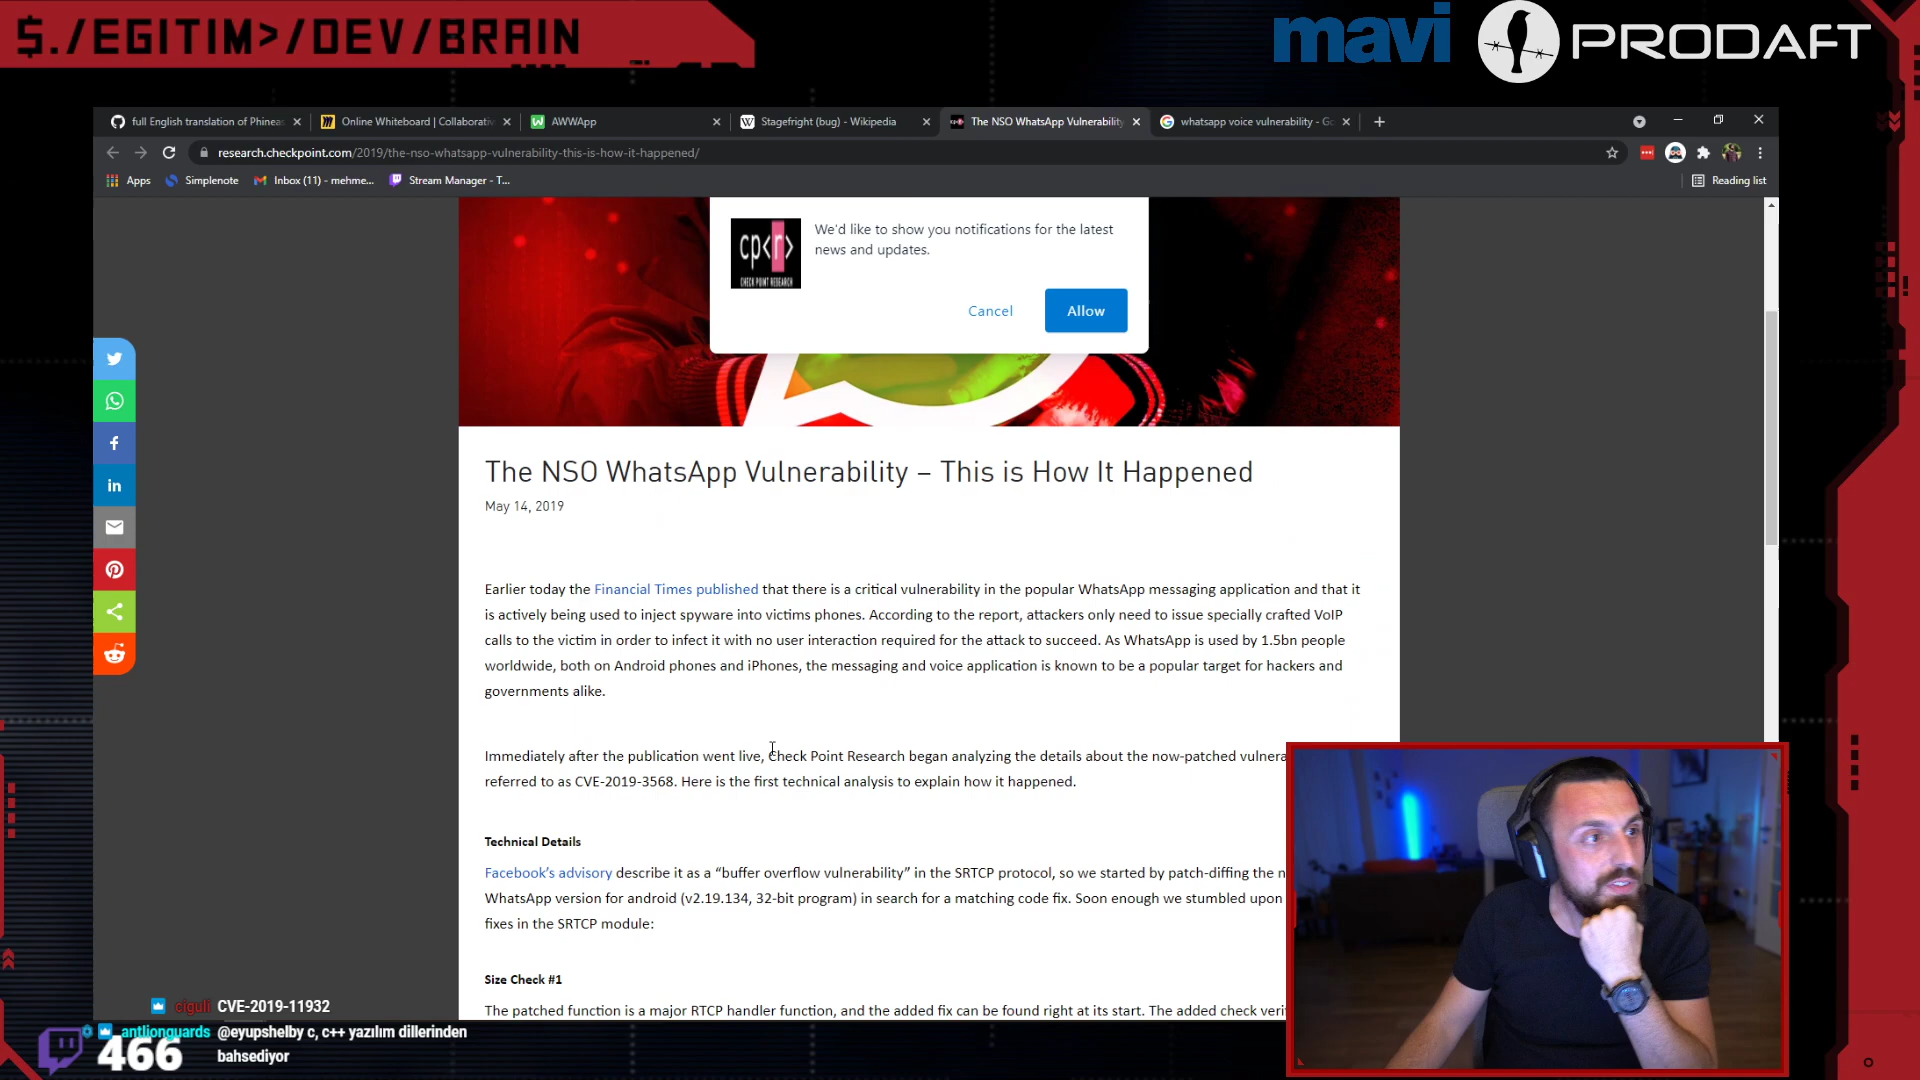 $./EGITIM>/DEV/BRAIN
mavi
PRODAFT
full English translation of Phineas
Online Whiteboard | Collaborativ
AWWApp
Stagefright (bug) - Wikipedia
The NSO WhatsApp Vulnerability
whatsapp voice vulnerability - Go
research.checkpoint.com/2019/the-nso-whatsapp-vulnerability-this-is-how-it-happened/
Apps
Simplenote
Inbox (11) - mehme...
Stream Manager - T...
Reading list
cp<r>
CHECK POINT RESEARCH
We'd like to show you notifications for the latest
news and updates.
Cancel
Allow
The NSO WhatsApp Vulnerability – This is How It Happened
May 14, 2019
Earlier today the Financial Times published that there is a critical vulnerability in the popular WhatsApp messaging application and that it
is actively being used to inject spyware into victims phones. According to the report, attackers only need to issue specially crafted VoIP
calls to the victim in order to infect it with no user interaction required for the attack to succeed. As WhatsApp is used by 1.5bn people
worldwide, both on Android phones and iPhones, the messaging and voice application is known to be a popular target for hackers and
governments alike.
Immediately after the publication went live, Check Point Research began analyzing the details about the now-patched vulnera
referred to as CVE-2019-3568. Here is the first technical analysis to explain how it happened.
Technical Details
Facebook's advisory describe it as a “buffer overflow vulnerability” in the SRTCP protocol, so we started by patch-diffing the n
WhatsApp version for android (v2.19.134, 32-bit program) in search for a matching code fix. Soon enough we stumbled upon
fixes in the SRTCP module:
Size Check #1
The patched function is a major RTCP handler function, and the added fix can be found right at its start. The added check veri
ciguli CVE-2019-11932
antlionguards @eyupshelby c, c++ yazılım dillerinden
bahsediyor
466